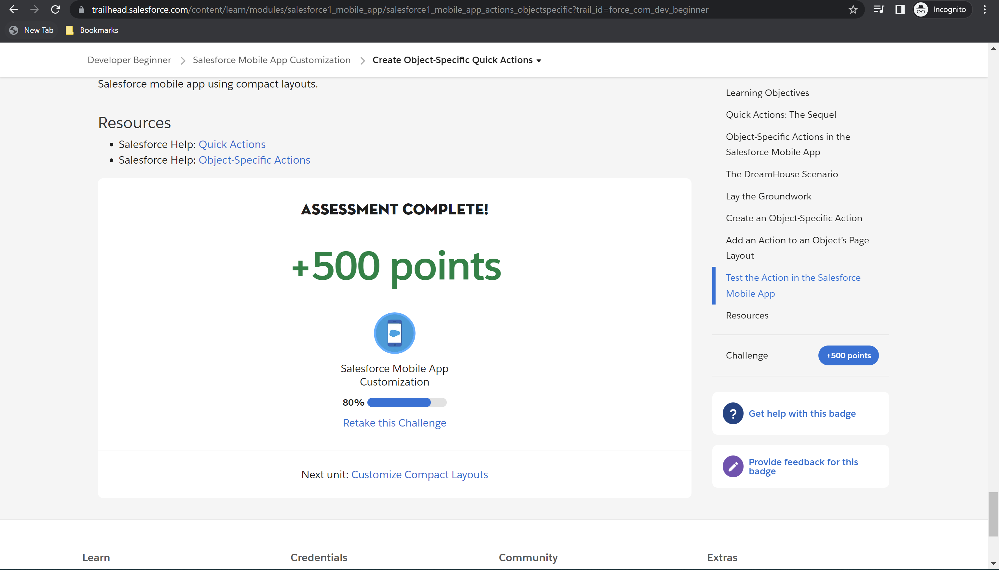 trailhead.salesforce.com/content/learn/modules/salesforce1_mobile_app/salesforce1_mobile_app_actions_objectspecific?trail_id=force_com_dev_beginner
Incognito
New Tab
Bookmarks
Developer Beginner
Salesforce Mobile App Customization
Create Object-Specific Quick Actions
Salesforce mobile app using compact layouts.
Resources
Salesforce Help: Quick Actions
Salesforce Help: Object-Specific Actions
ASSESSMENT COMPLETE!
+500 points
Salesforce Mobile App
Customization
80%
Retake this Challenge
Next unit: Customize Compact Layouts
Learning Objectives
Quick Actions: The Sequel
Object-Specific Actions in the
Salesforce Mobile App
The DreamHouse Scenario
Lay the Groundwork
Create an Object-Specific Action
Add an Action to an Object’s Page
Layout
Test the Action in the Salesforce
Mobile App
Resources
Challenge
+500 points
?
Get help with this badge
Provide feedback for this
badge
Learn
Credentials
Community
Extras